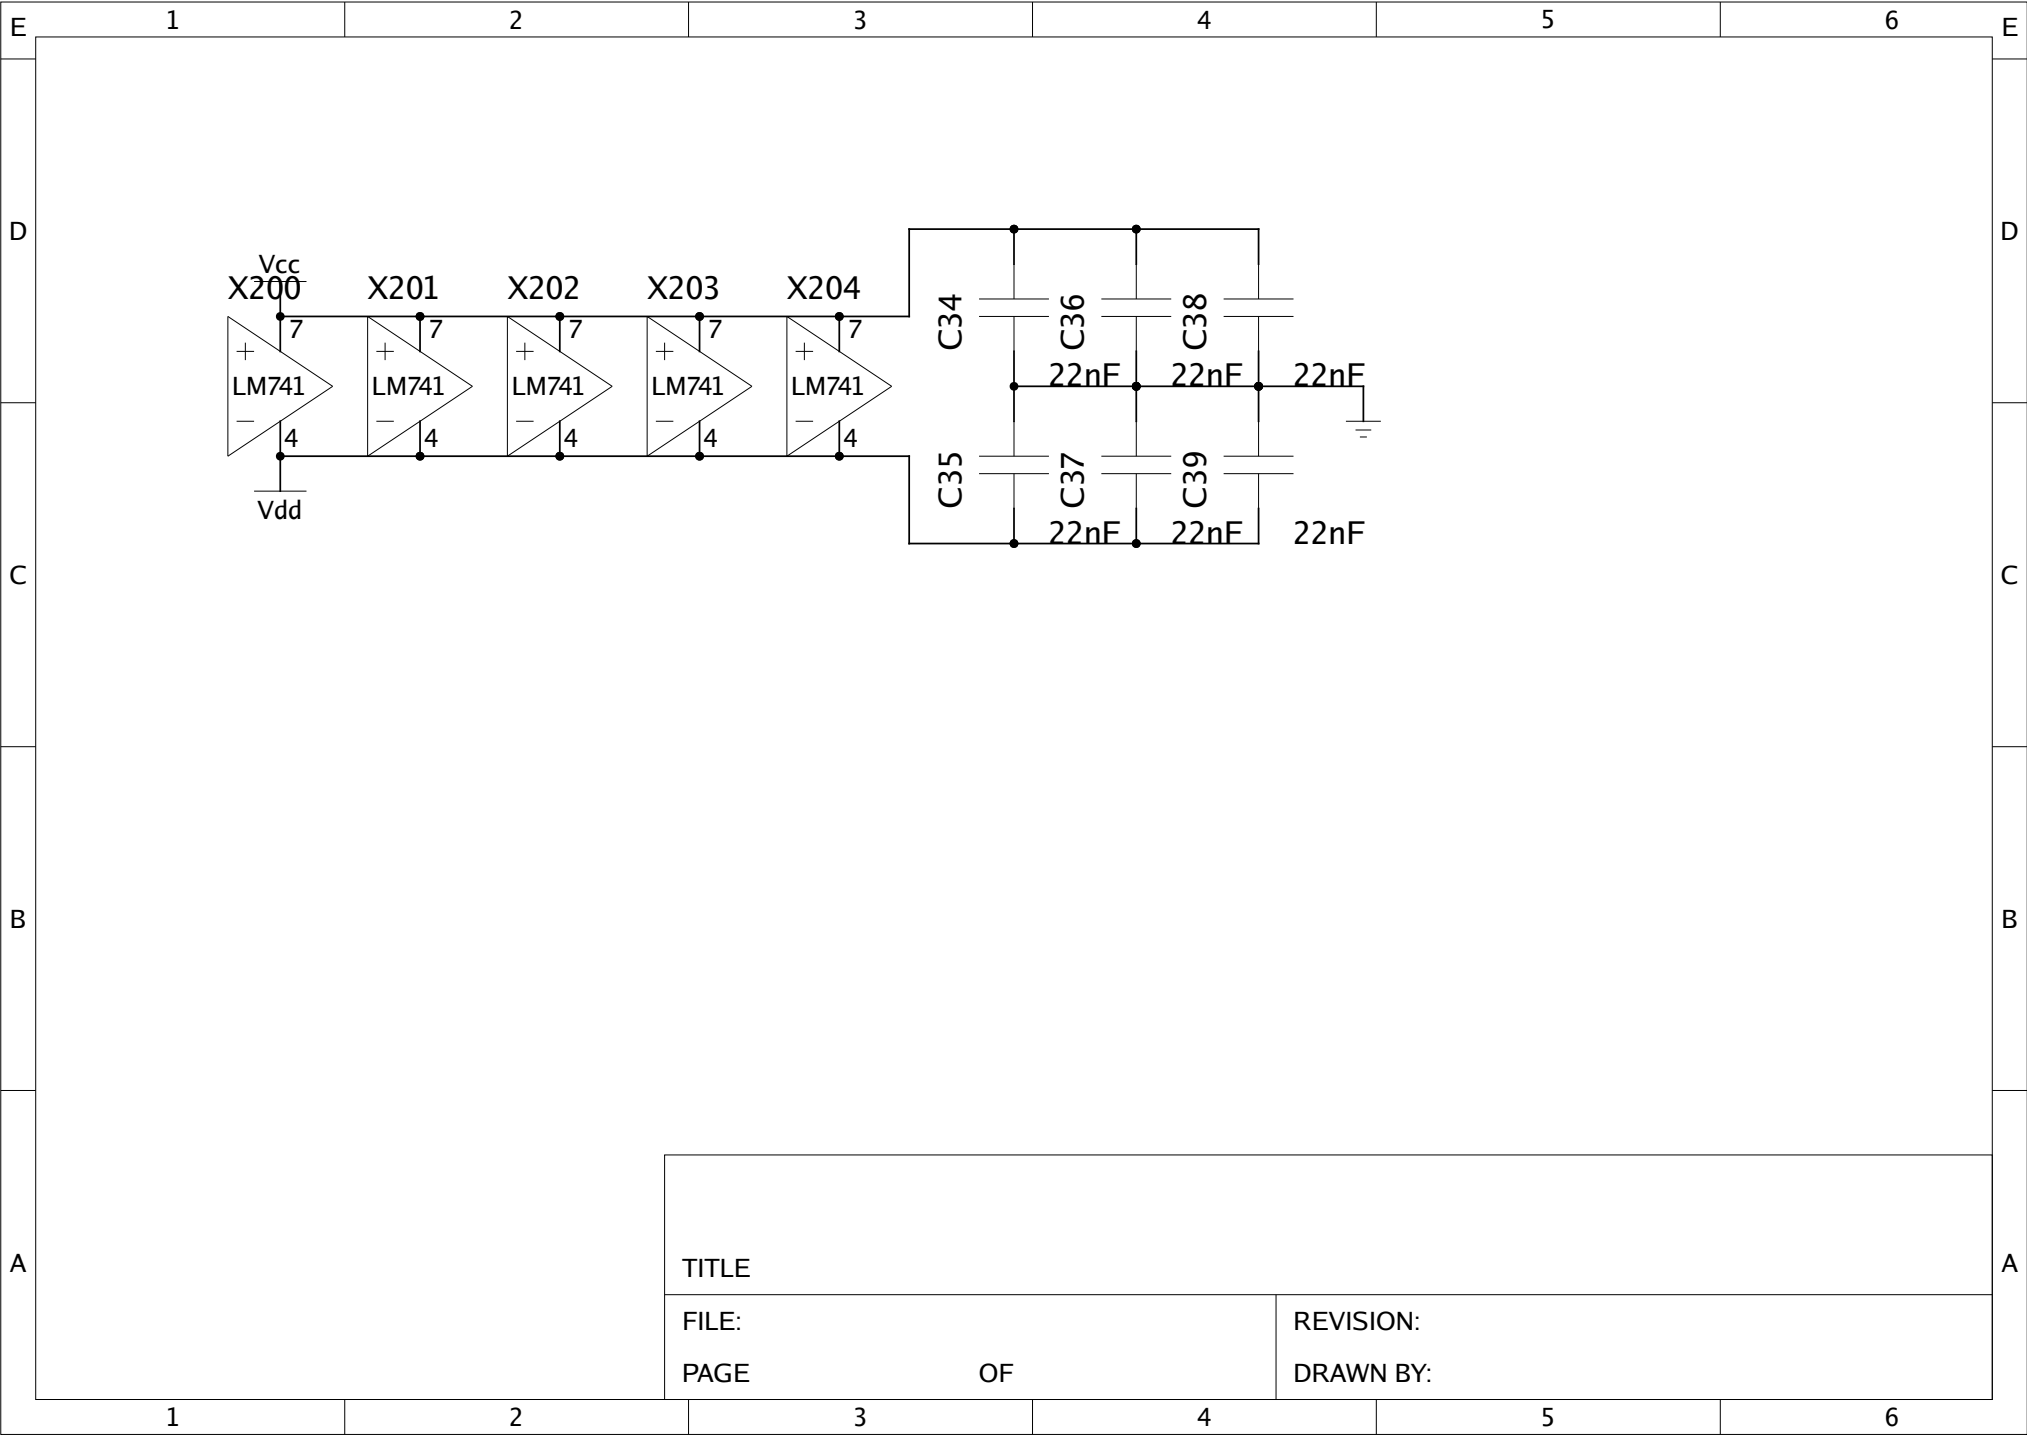 E 1 2 3 4 5 6 E
D D
Vcc
X200 X201 X202 X203 X204
7 7 7 7 7
C34 C36 C38
+ + + + +
LM741 LM741 LM741 LM741 LM741
22nF 22nF 22nF
− − − − −
4 4 4 4 4
C35 C37 C39
Vdd
22nF 22nF 22nF
C C
B B
A A
TITLE
FILE: REVISION:
PAGE OF DRAWN BY:
1 2 3 4 5 6